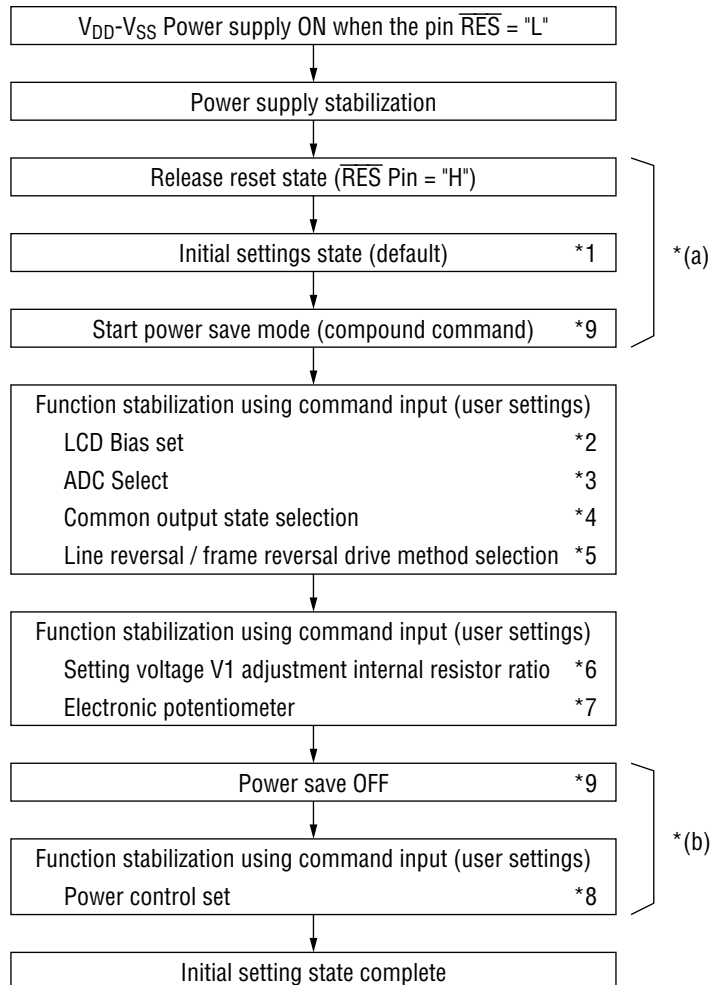 VDD-VSS Power supply ON when the pin R̅E̅S̅ = "L"
Power supply stabilization
Release reset state (R̅E̅S̅ Pin = "H")
Initial settings state (default) *1
*(a)
Start power save mode (compound command) *9
Function stabilization using command input (user settings)
LCD Bias set *2
ADC Select *3
Common output state selection *4
Line reversal / frame reversal drive method selection *5
Function stabilization using command input (user settings)
Setting voltage V1 adjustment internal resistor ratio *6
Electronic potentiometer *7
Power save OFF *9
*(b)
Function stabilization using command input (user settings)
Power control set *8
Initial setting state complete